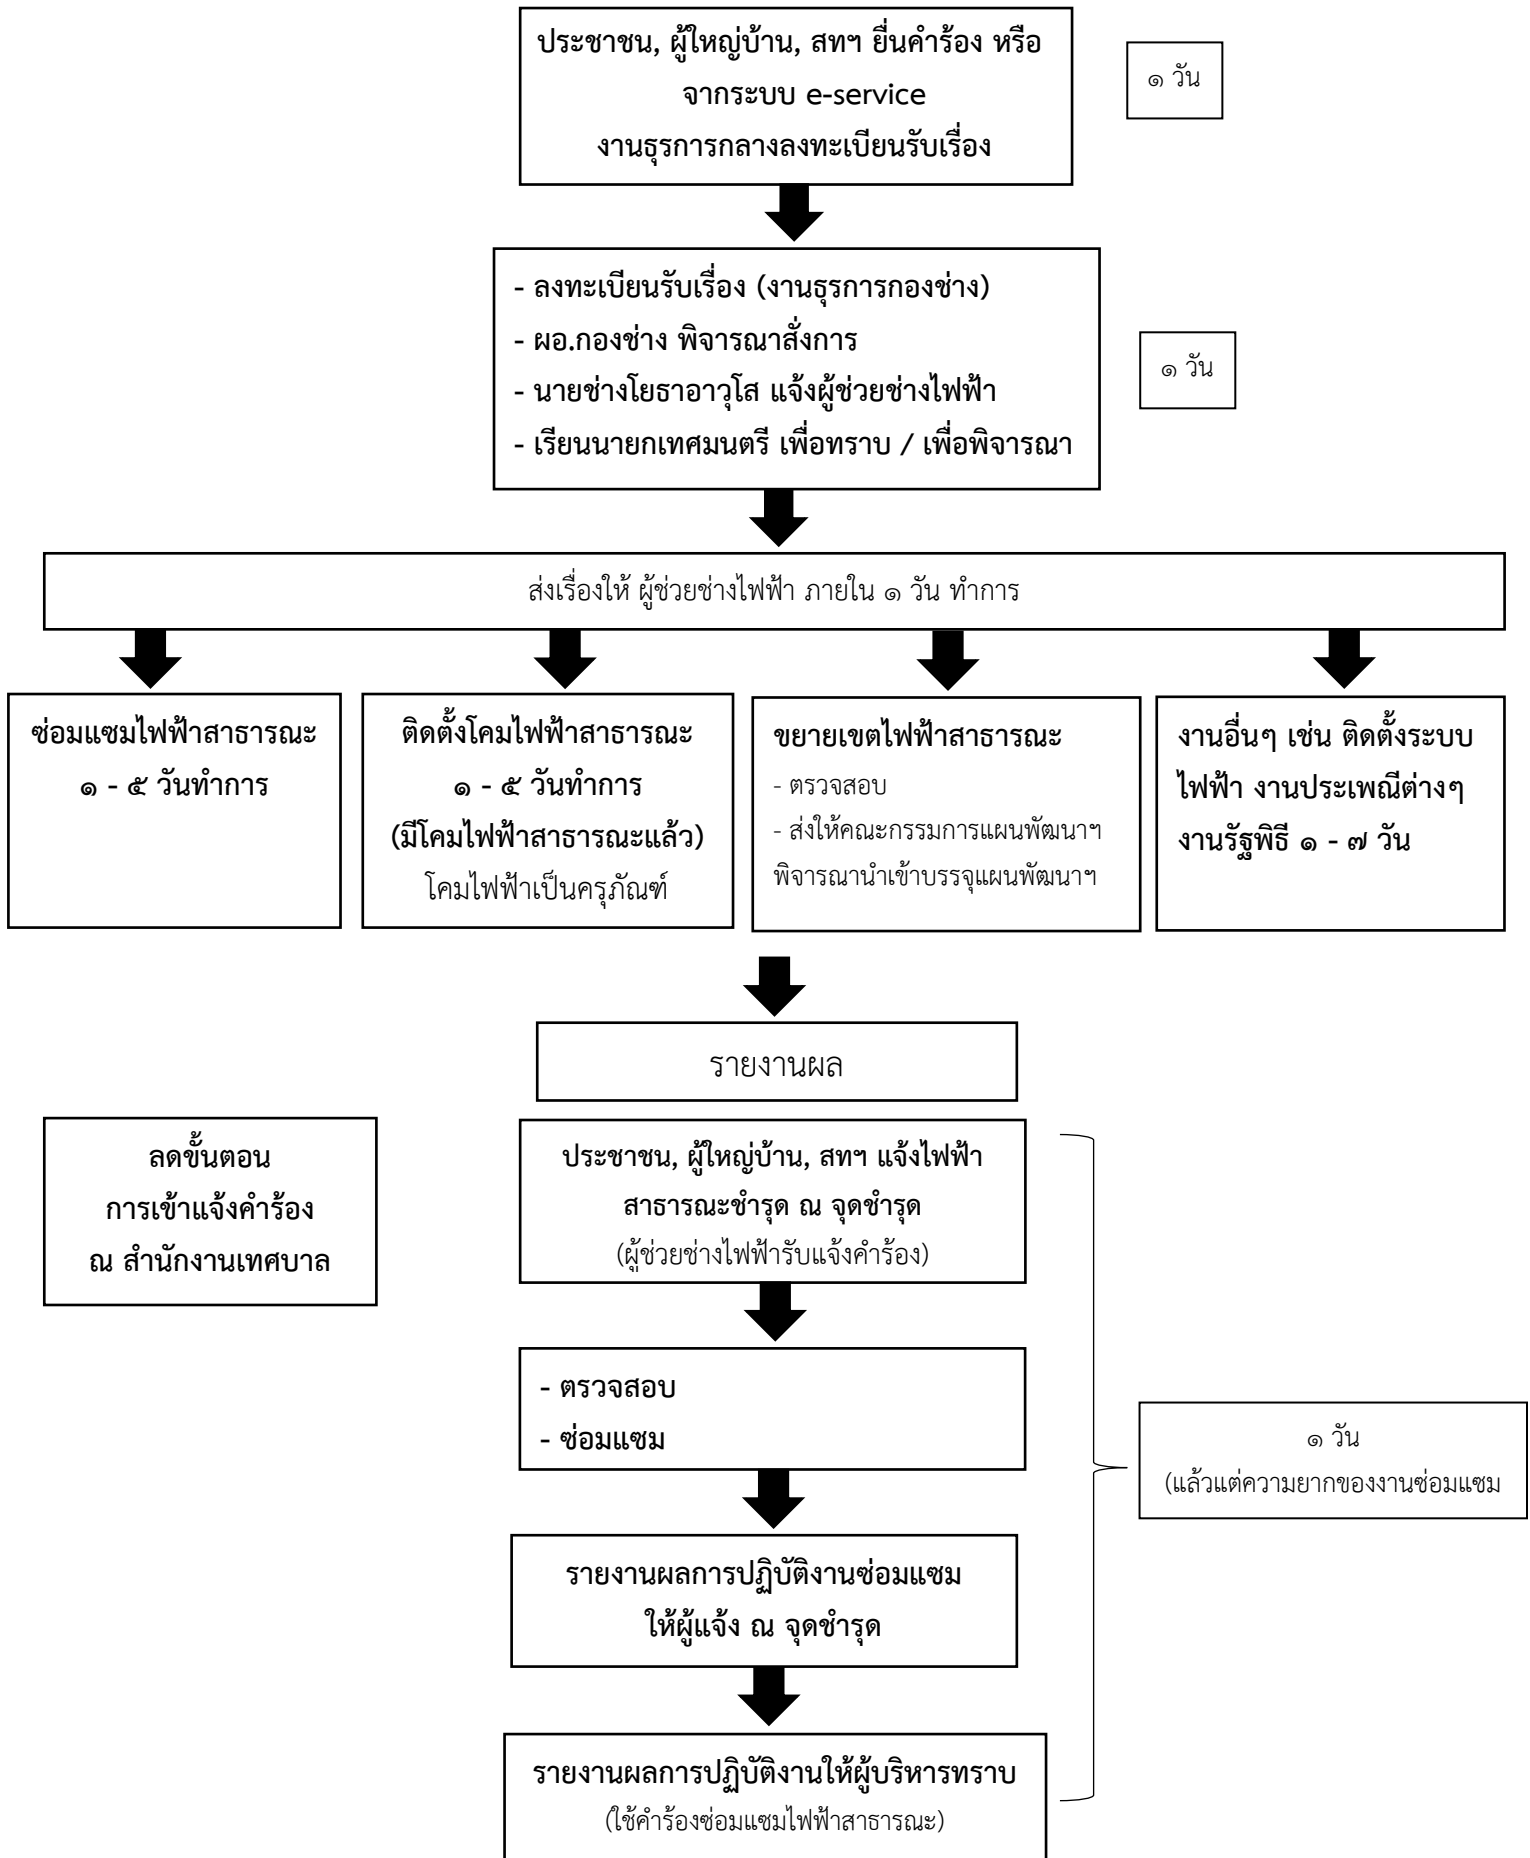 ประชาชน, ผู้ใหญ่บ้าน, สทฯ ยื่นคำร้อง หรือ
จากระบบ e-service
งานธุรการกลางลงทะเบียนรับเรื่อง
๑ วัน
- ลงทะเบียนรับเรื่อง (งานธุรการกองช่าง)
- ผอ.กองช่าง พิจารณาสั่งการ
- นายช่างโยธาอาวุโส แจ้งผู้ช่วยช่างไฟฟ้า
- เรียนนายกเทศมนตรี เพื่อทราบ / เพื่อพิจารณา
๑ วัน
ส่งเรื่องให้ ผู้ช่วยช่างไฟฟ้า ภายใน ๑ วัน ทำการ
ซ่อมแซมไฟฟ้าสาธารณะ
๑ - ๕ วันทำการ
ติดตั้งโคมไฟฟ้าสาธารณะ
๑ - ๕ วันทำการ
(มีโคมไฟฟ้าสาธารณะแล้ว)
โคมไฟฟ้าเป็นครุภัณฑ์
ขยายเขตไฟฟ้าสาธารณะ
- ตรวจสอบ
- ส่งให้คณะกรรมการแผนพัฒนาฯ
พิจารณานำเข้าบรรจุแผนพัฒนาฯ
งานอื่นๆ เช่น ติดตั้งระบบ
ไฟฟ้า งานประเพณีต่างๆ
งานรัฐพิธี ๑ - ๗ วัน
รายงานผล
ลดขั้นตอน
การเข้าแจ้งคำร้อง
ณ สำนักงานเทศบาล
ประชาชน, ผู้ใหญ่บ้าน, สทฯ แจ้งไฟฟ้า
สาธารณะชำรุด ณ จุดชำรุด
(ผู้ช่วยช่างไฟฟ้ารับแจ้งคำร้อง)
- ตรวจสอบ
- ซ่อมแซม
๑ วัน
(แล้วแต่ความยากของงานซ่อมแซม
รายงานผลการปฏิบัติงานซ่อมแซม
ให้ผู้แจ้ง ณ จุดชำรุด
รายงานผลการปฏิบัติงานให้ผู้บริหารทราบ
(ใช้คำร้องซ่อมแซมไฟฟ้าสาธารณะ)